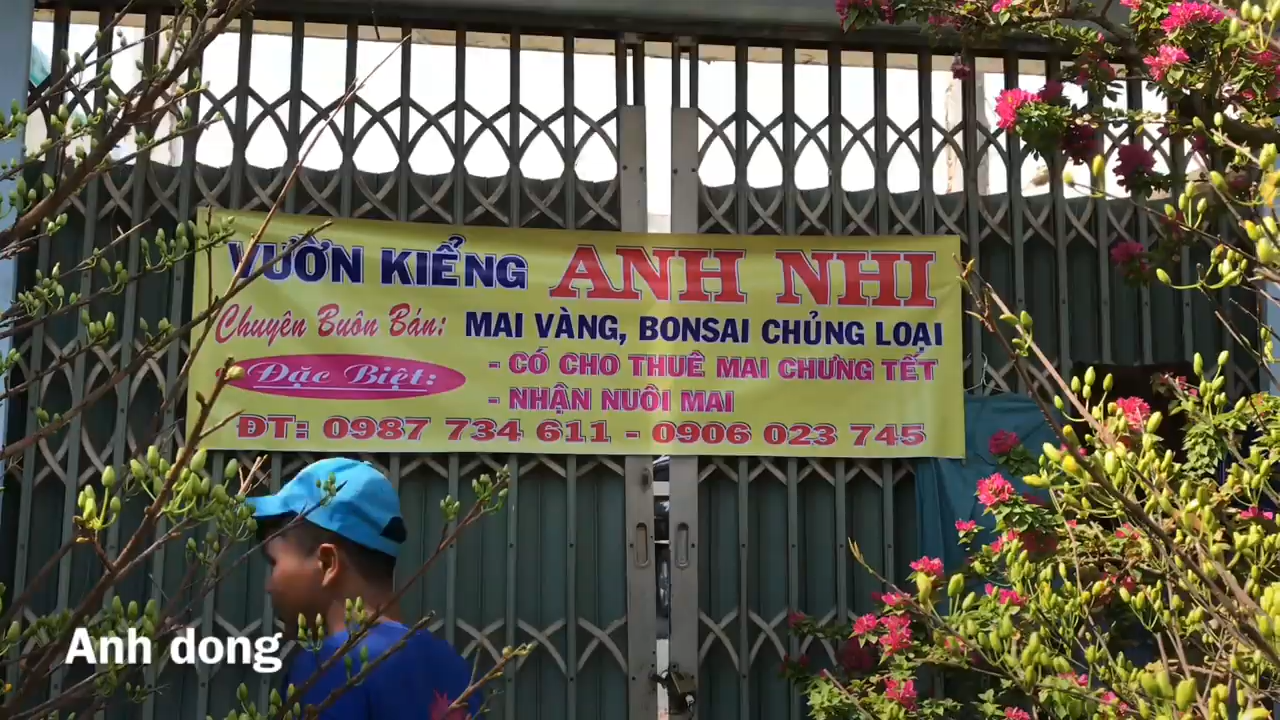 VƯỜN KIỂNG ANH NHI
Chuyên Buôn Bán: MAI VÀNG, BONSAI CHỦNG LOẠI
Đặc Biệt: - CÓ CHO THUÊ MAI CHƯNG TẾT
- NHẬN NUÔI MAI
ĐT: 0987 734 611 - 0906 023 745
Anh dong